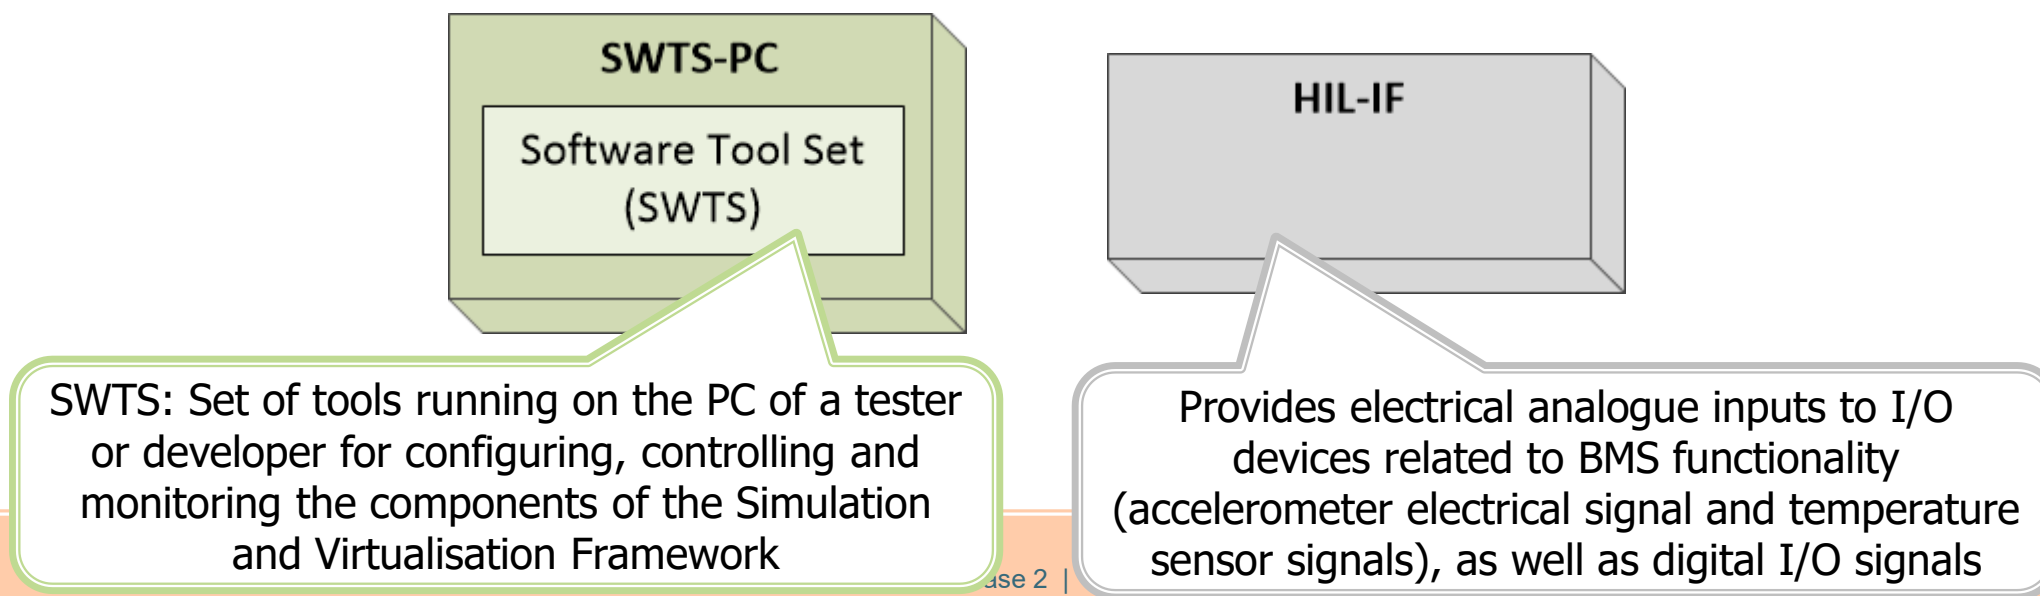 SWTS-PC
Software Tool Set
(SWTS)
HIL-IF
SWTS: Set of tools running on the PC of a tester
or developer for configuring, controlling and
monitoring the components of the Simulation
and Virtualisation Framework
Provides electrical analogue inputs to I/O
devices related to BMS functionality
(accelerometer electrical signal and temperature
sensor signals), as well as digital I/O signals
2 |